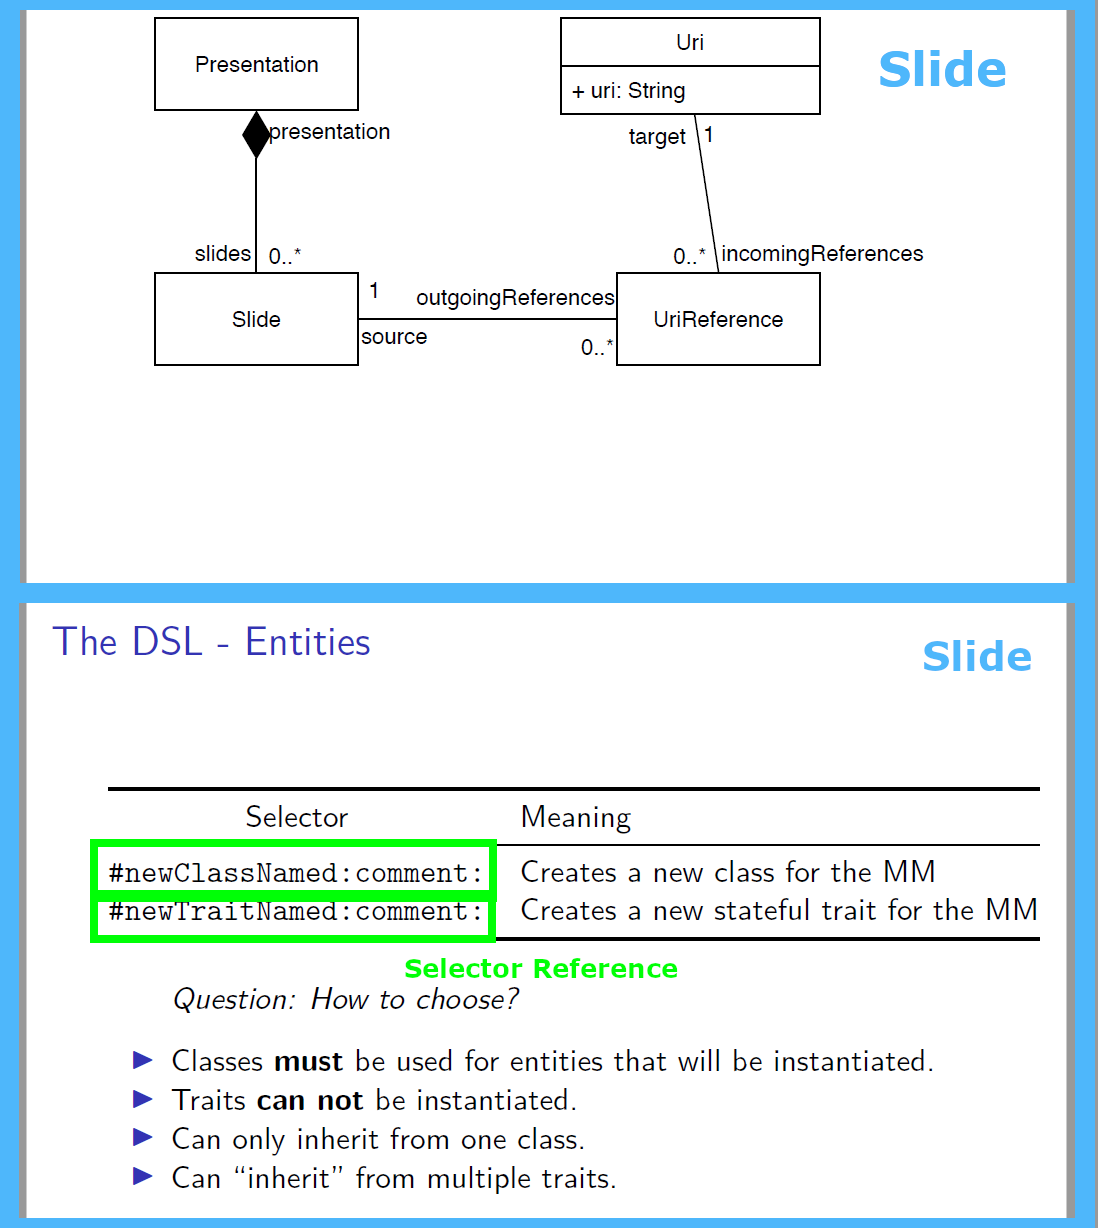 Presentation
Uri
Slide
+ uri: String
presentation
target 1
slides 0..*
0..* incomingReferences
1
outgoingReferences
Slide
UriReference
source
0..*
The DSL - Entities
Slide
Selector Meaning
#newClassNamed:comment: Creates a new class for the MM
#newTraitNamed:comment: Creates a new stateful trait for the MM
Selector Reference
Question: How to choose?
Classes must be used for entities that will be instantiated.
Traits can not be instantiated.
Can only inherit from one class.
Can “inherit” from multiple traits.